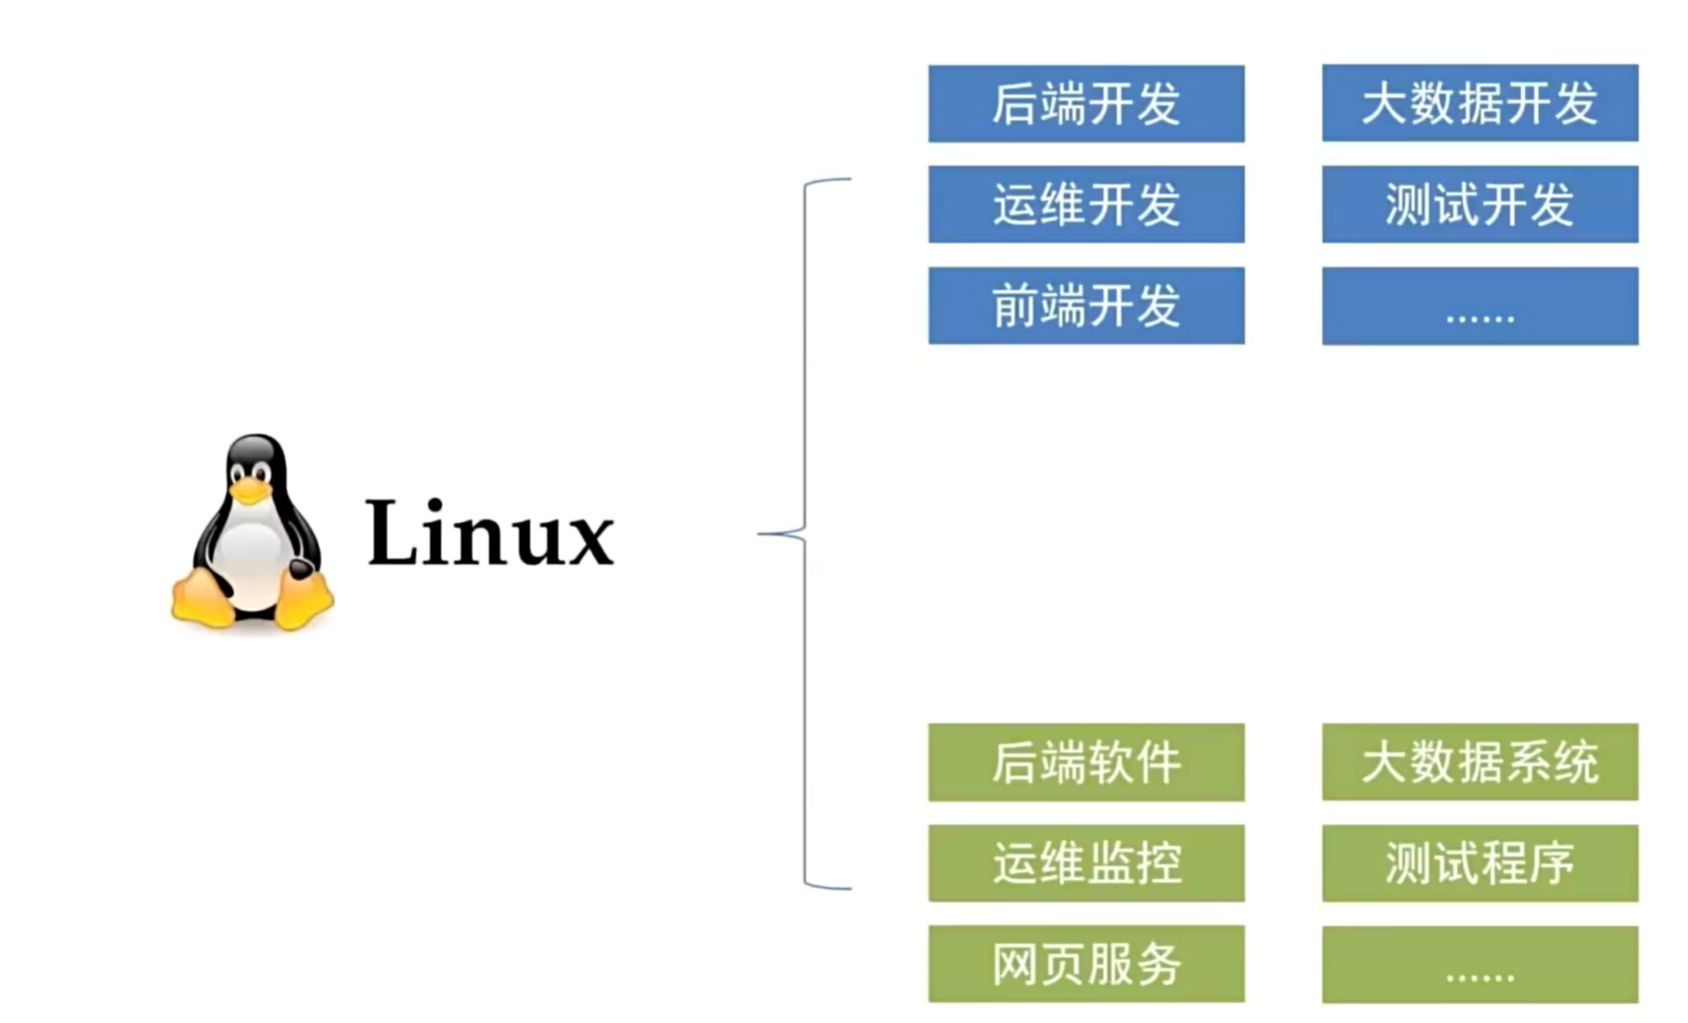 后端开发
大数据开发
运维开发
测试开发
前端开发
......
Linux
后端软件
大数据系统
运维监控
测试程序
网页服务
......